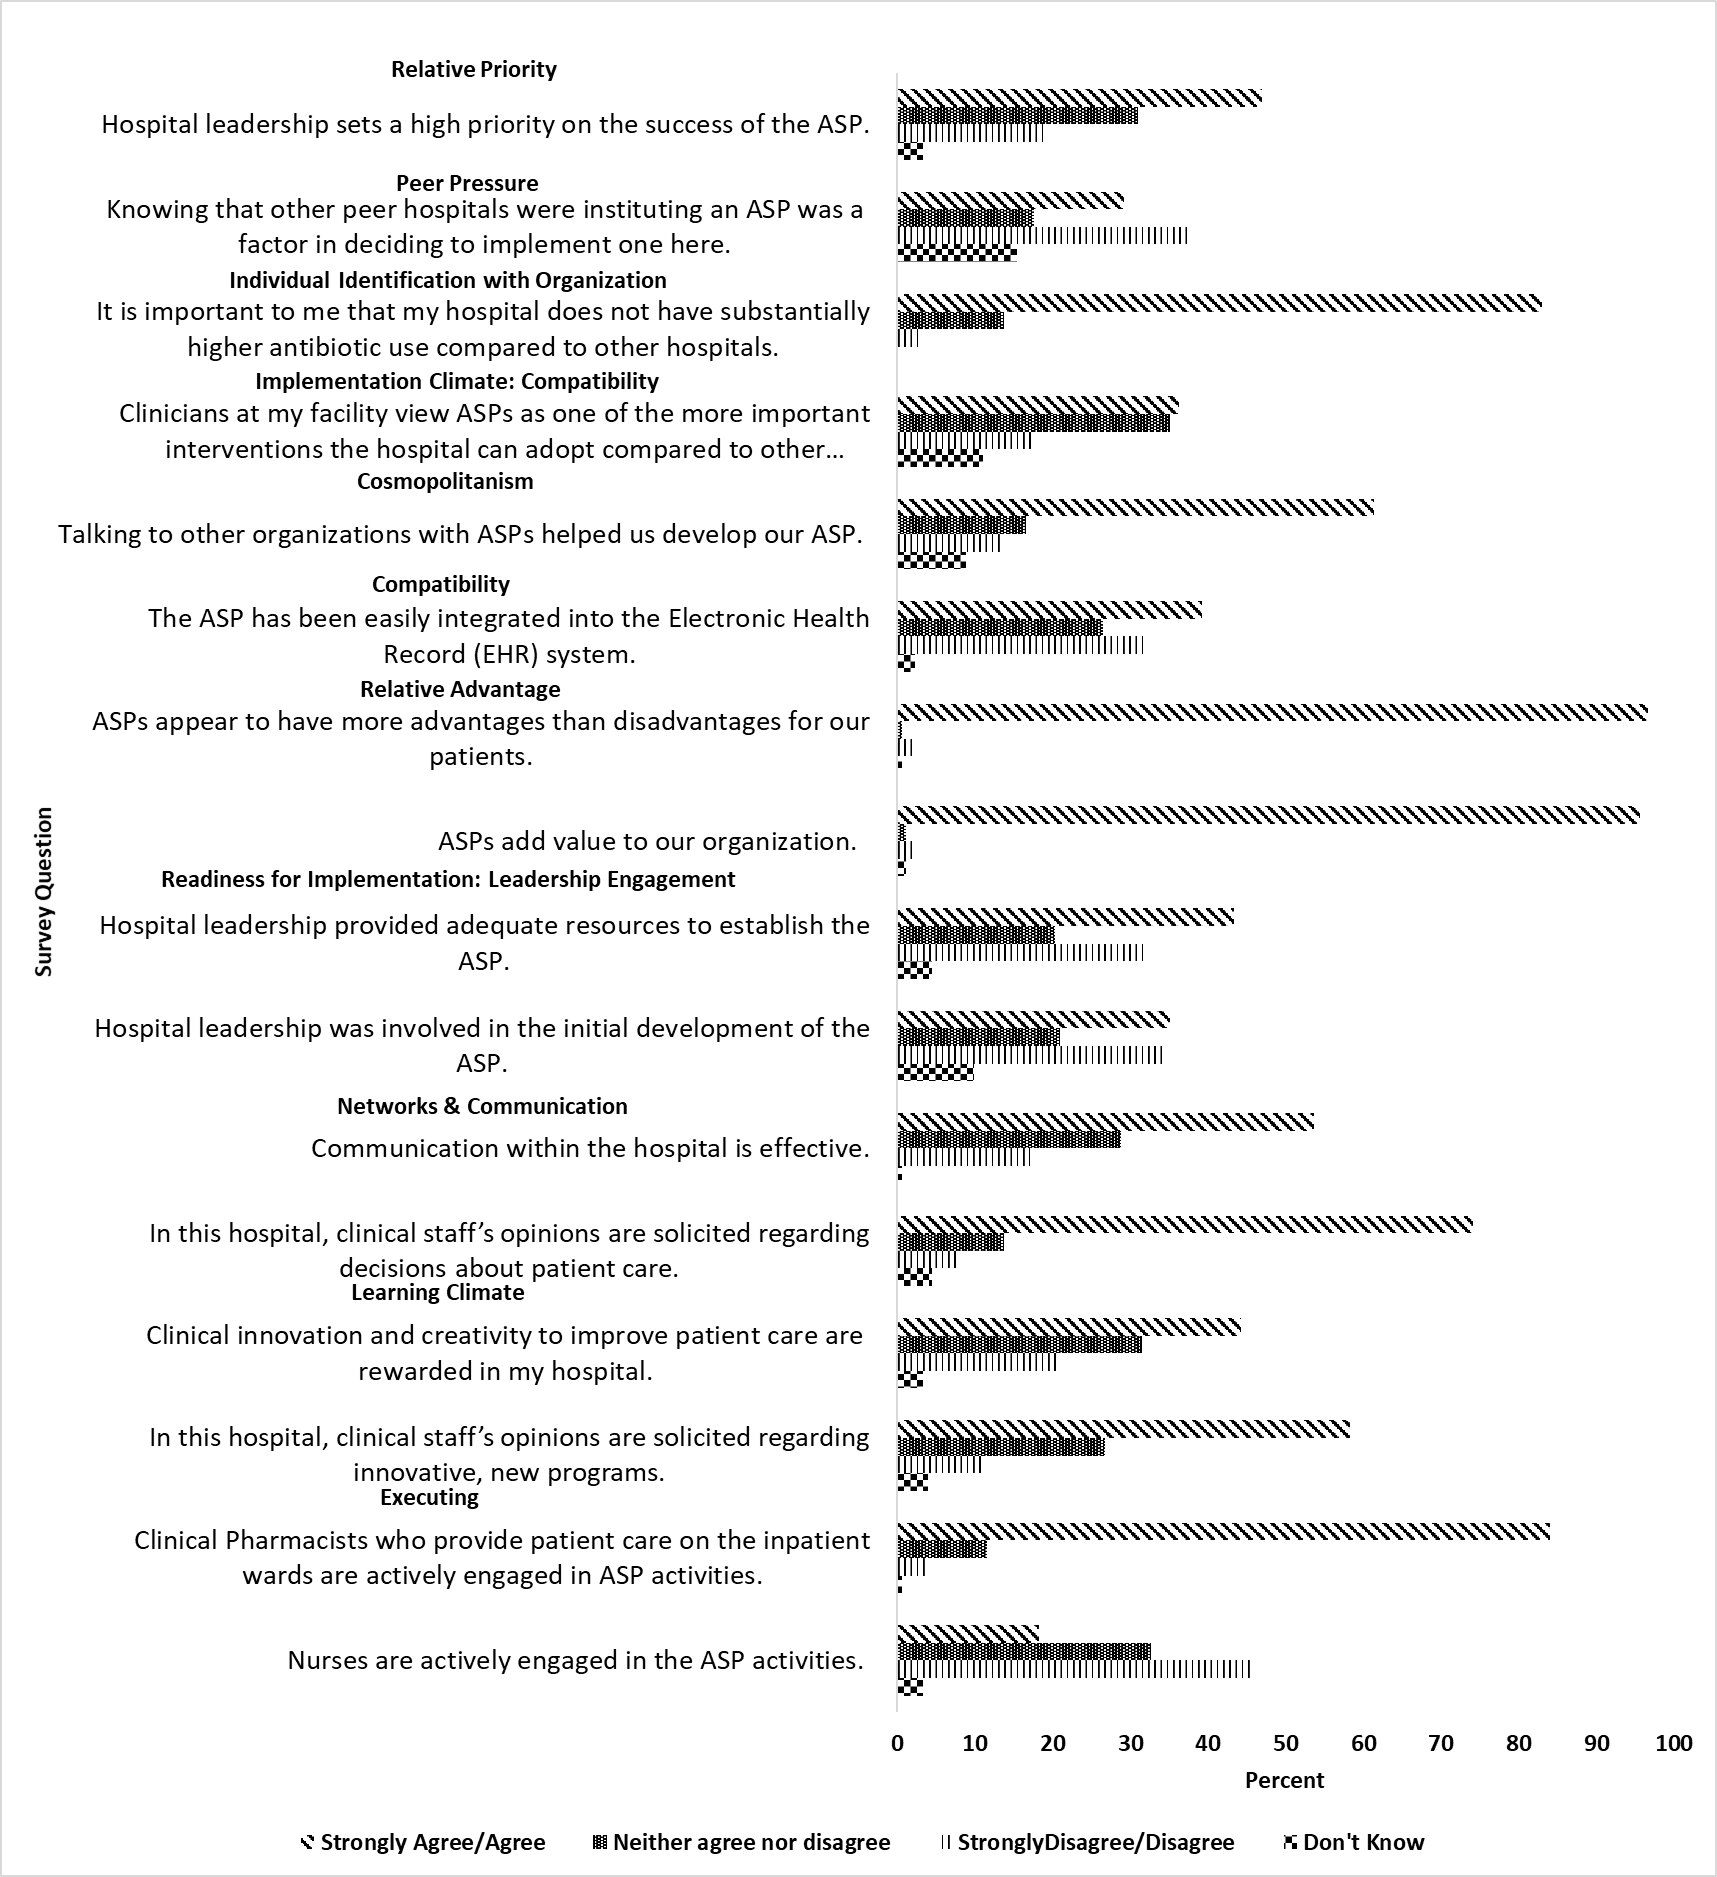 Relative Priority
Hospital leadership sets a high priority on the success of the ASP.
Peer Pressure
Knowing that other peer hospitals were instituting an ASP was a
factor in deciding to implement one here.
Individual Identification with Organization
It is important to me that my hospital does not have substantially
higher antibiotic use compared to other hospitals.
Implementation Climate: Compatibility
Clinicians at my facility view ASPs as one of the more important
interventions the hospital can adopt compared to other...
Cosmopolitanism
Talking to other organizations with ASPs helped us develop our ASP.
Compatibility
The ASP has been easily integrated into the Electronic Health
Record (EHR) system.
Relative Advantage
ASPs appear to have more advantages than disadvantages for our
patients.
ASPs add value to our organization.
Survey Question
Readiness for Implementation: Leadership Engagement
Hospital leadership provided adequate resources to establish the
ASP.
Hospital leadership was involved in the initial development of the
ASP.
Networks & Communication
Communication within the hospital is effective.
In this hospital, clinical staff’s opinions are solicited regarding
decisions about patient care.
Learning Climate
Clinical innovation and creativity to improve patient care are
rewarded in my hospital.
In this hospital, clinical staff’s opinions are solicited regarding
innovative, new programs.
Executing
Clinical Pharmacists who provide patient care on the inpatient
wards are actively engaged in ASP activities.
Nurses are actively engaged in the ASP activities.
0 10 20 30 40 50 60 70 80 90 100
Percent
Strongly Agree/Agree Neither agree nor disagree StronglyDisagree/Disagree Don't Know